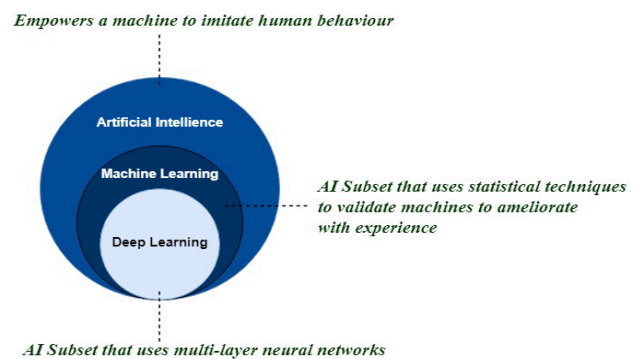 Empowers a machine to imitate human behaviour
Artificial Intellience
Machine Learning
AI Subset that uses statistical techniques
to validate machines to ameliorate
with experience
Deep Learning
AI Subset that uses multi-layer neural networks